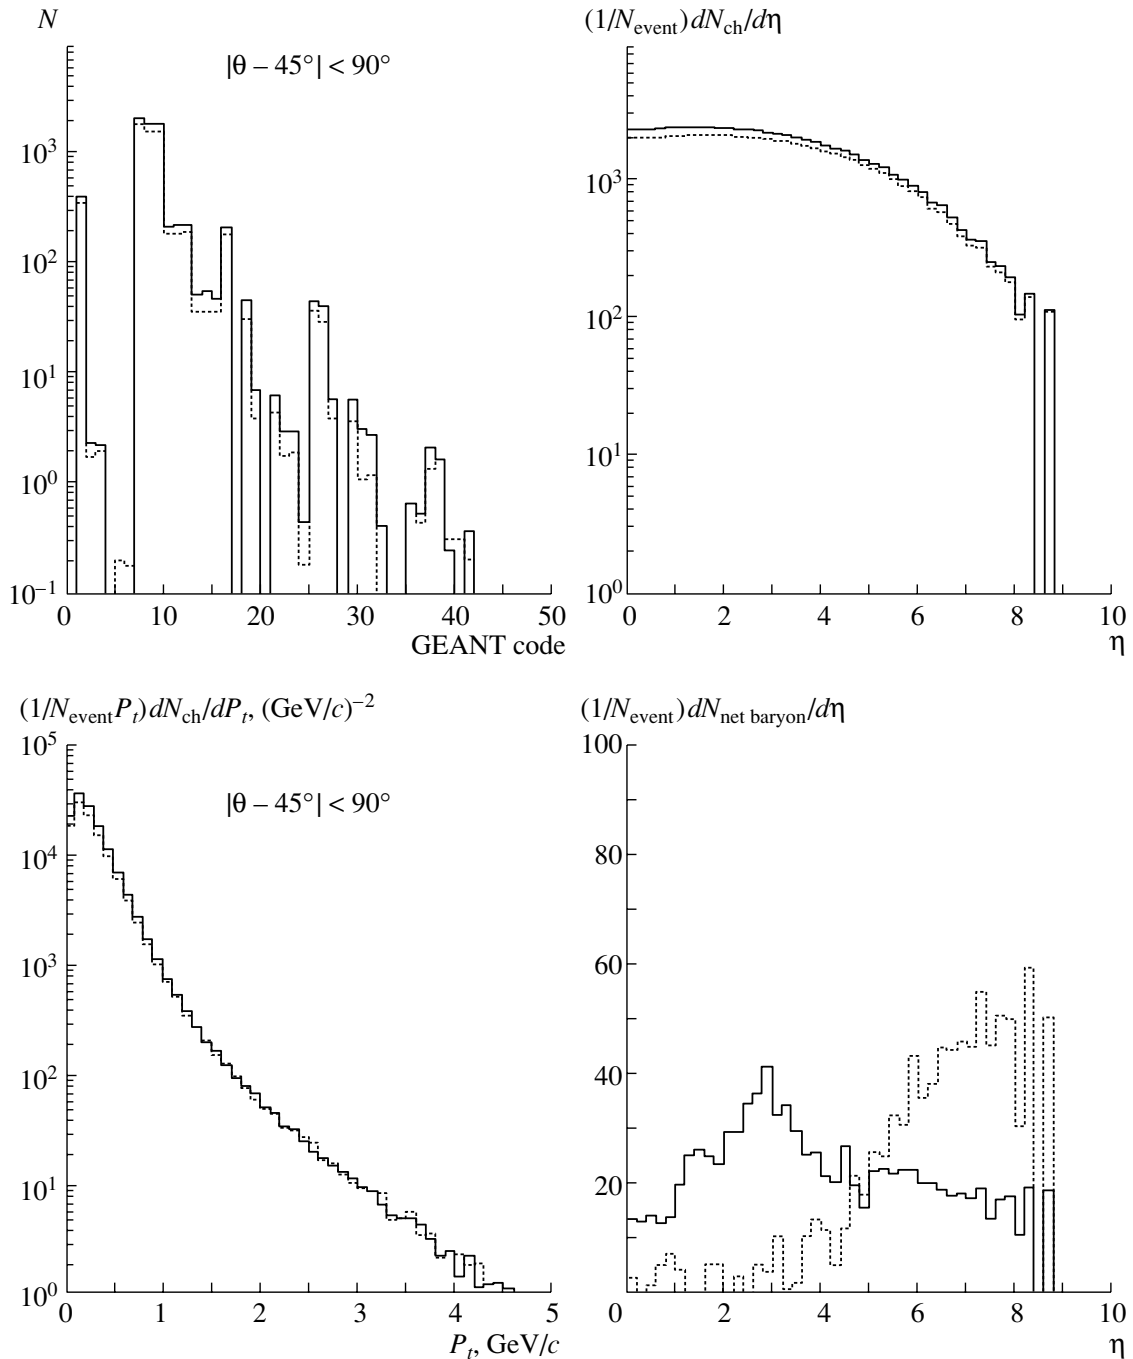 N
|θ – 45°| < 90°
10³
10²
10¹
10⁰
10⁻¹
0 10 20 30 40 50
GEANT code
(1/N_event) dN_ch/dη
10³
10²
10¹
10⁰
0 2 4 6 8 10
η
(1/N_event P_t) dN_ch/dP_t, (GeV/c)⁻²
10⁵
|θ – 45°| < 90°
10⁴
10³
10²
10¹
10⁰
0 1 2 3 4 5
P_t, GeV/c
(1/N_event) dN_net baryon/dη
100
80
60
40
20
0 2 4 6 8 10
η